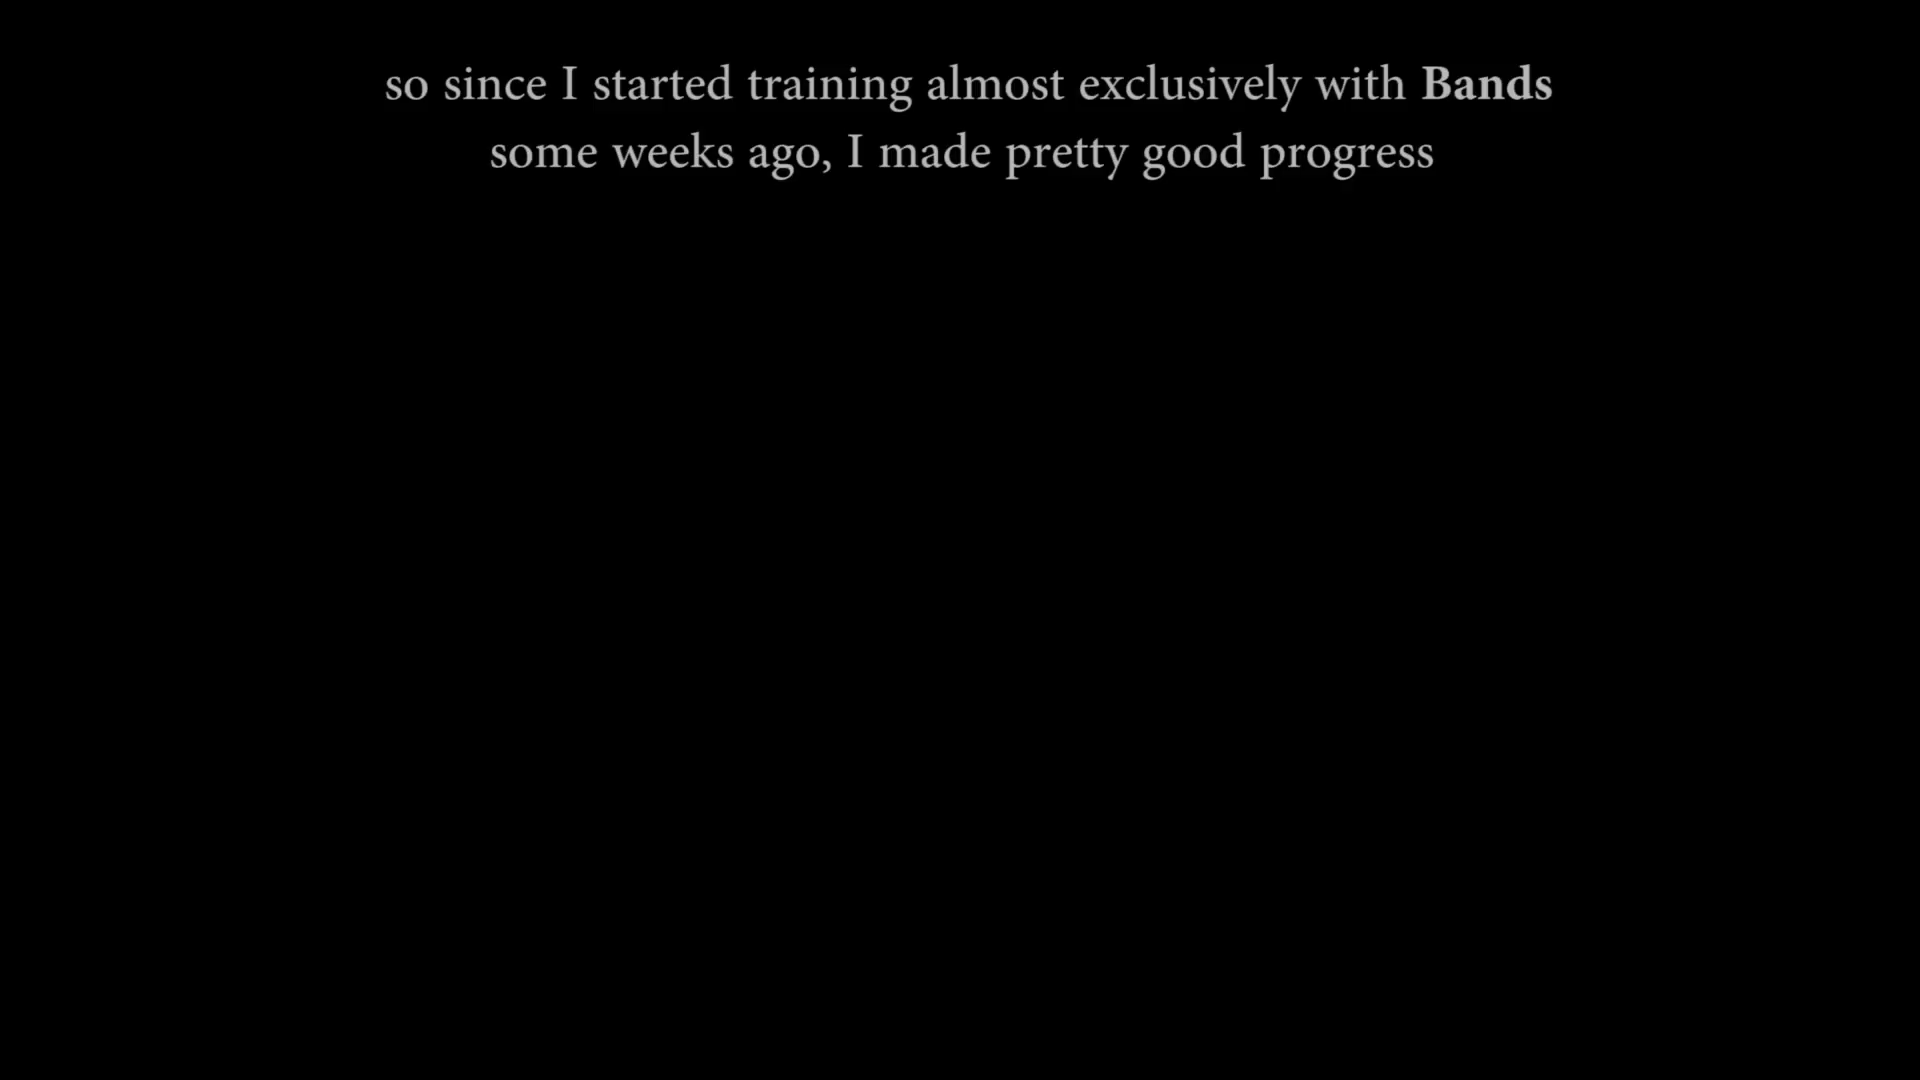 so since I started training almost exclusively with Bands
some weeks ago, I made pretty good progress